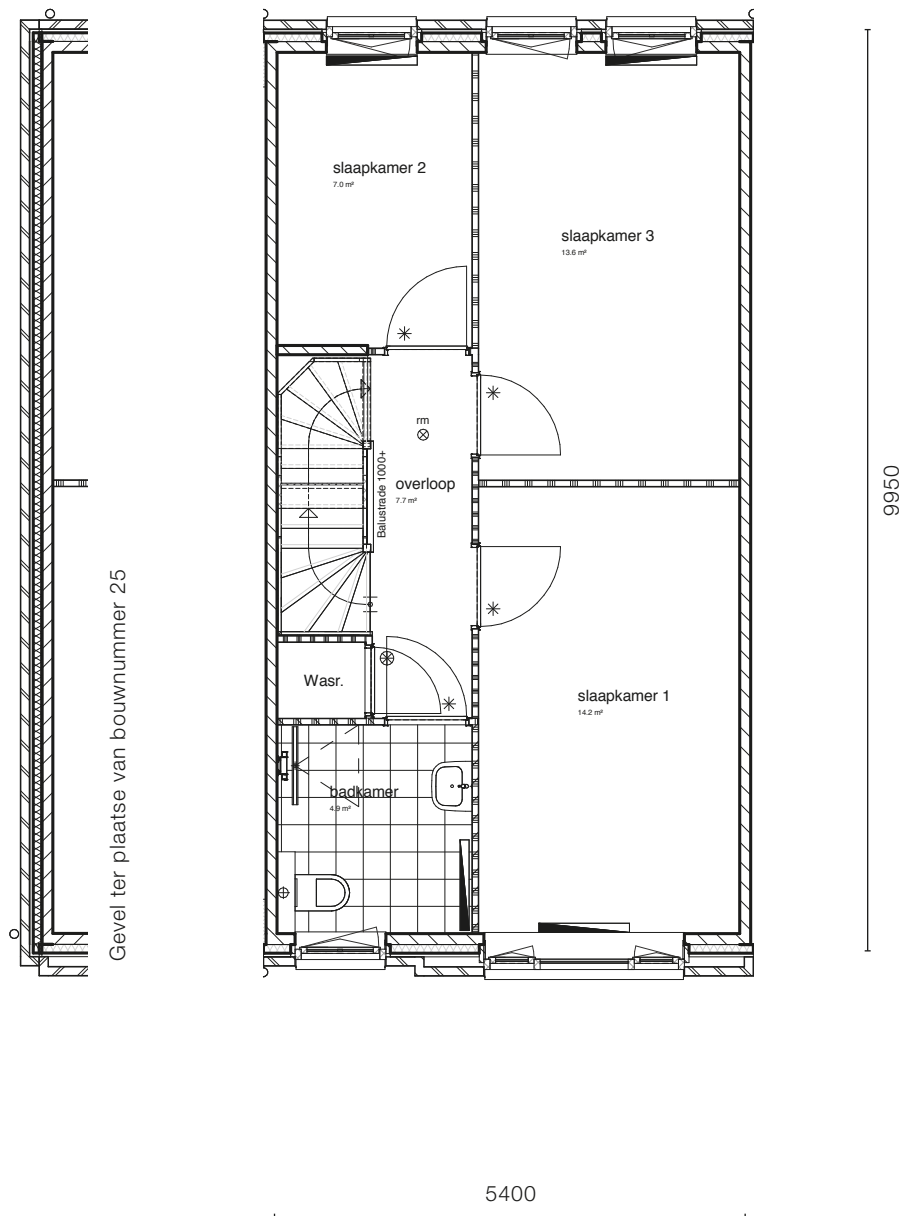 slaapkamer 2
7.0 m²
slaapkamer 3
13.6 m²
rm
Balustrade 1000+
overloop
7.7 m²
9950
Gevel ter plaatse van bouwnummer 25
Wasr.
slaapkamer 1
14.2 m²
badkamer
4.9 m²
5400